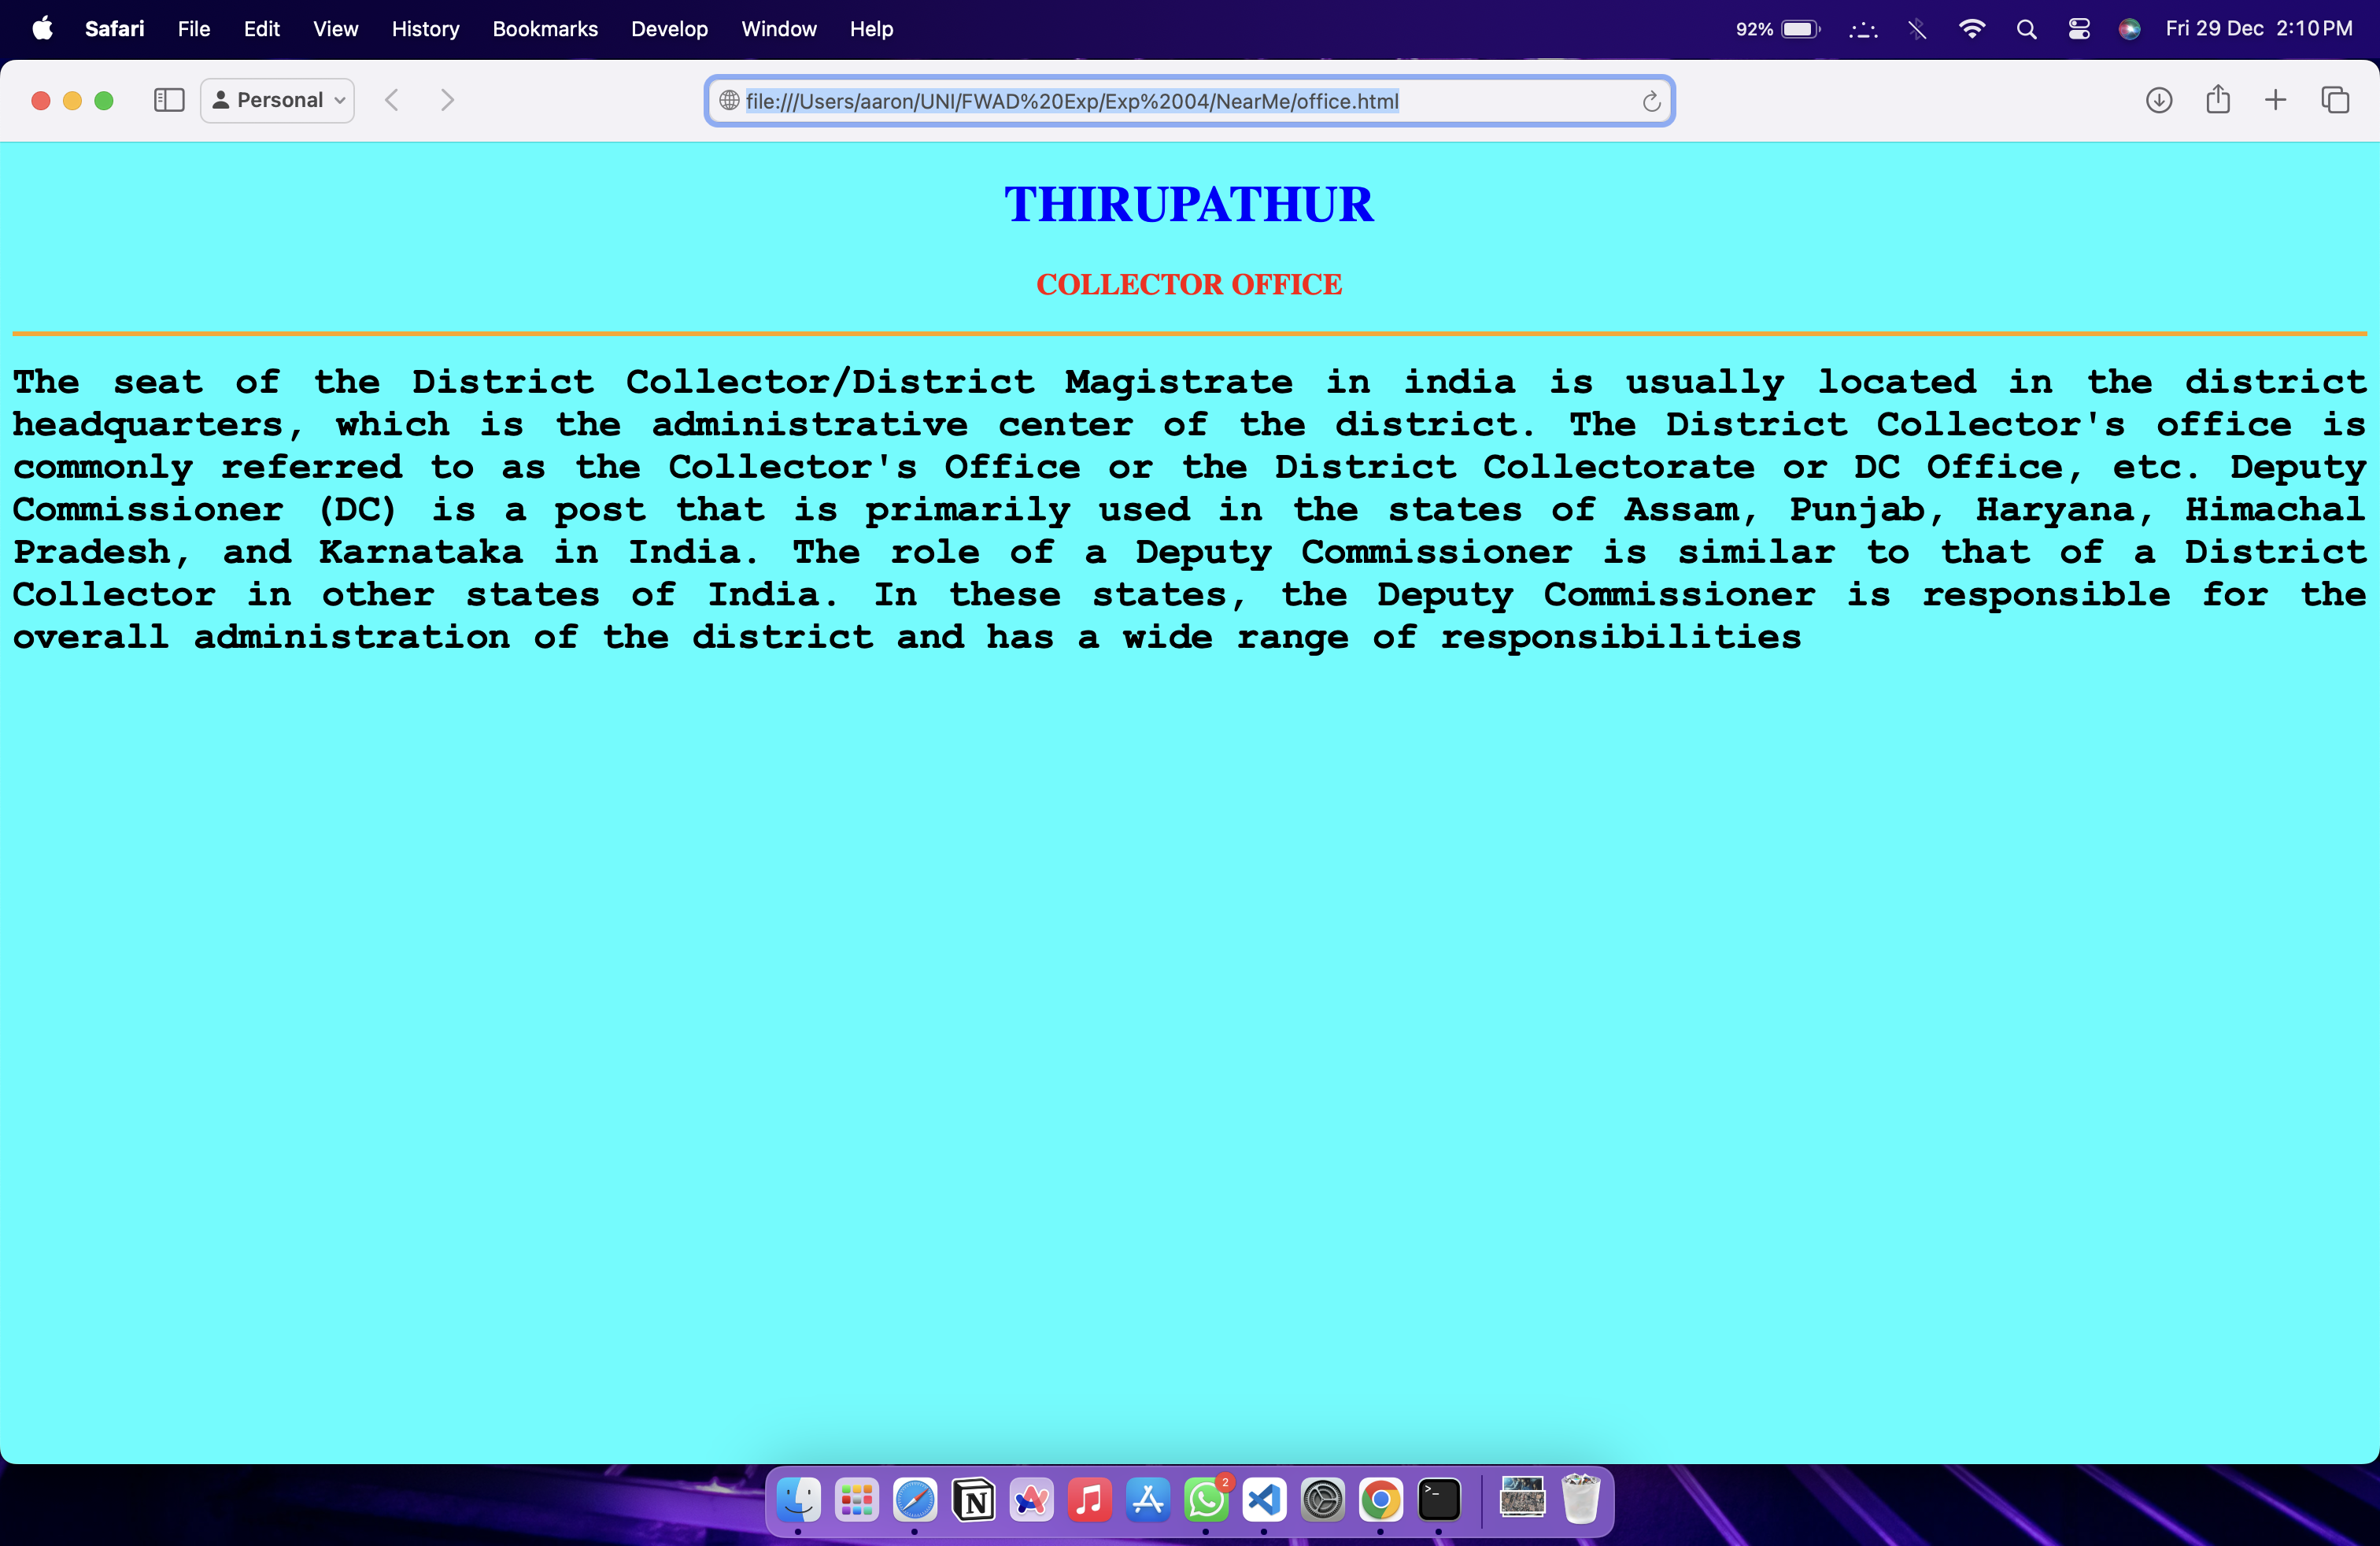 Safari File Edit View History Bookmarks Develop Window Help 92% Fri 29 Dec 2:10 PM
Personal file:///Users/aaron/UNI/FWAD%20Exp/Exp%2004/NearMe/office.html
THIRUPATHUR
COLLECTOR OFFICE
The seat of the District Collector/District Magistrate in india is usually located in the district
headquarters, which is the administrative center of the district. The District Collector's office is
commonly referred to as the Collector's Office or the District Collectorate or DC Office, etc. Deputy
Commissioner (DC) is a post that is primarily used in the states of Assam, Punjab, Haryana, Himachal
Pradesh, and Karnataka in India. The role of a Deputy Commissioner is similar to that of a District
Collector in other states of India. In these states, the Deputy Commissioner is responsible for the
overall administration of the district and has a wide range of responsibilities
2